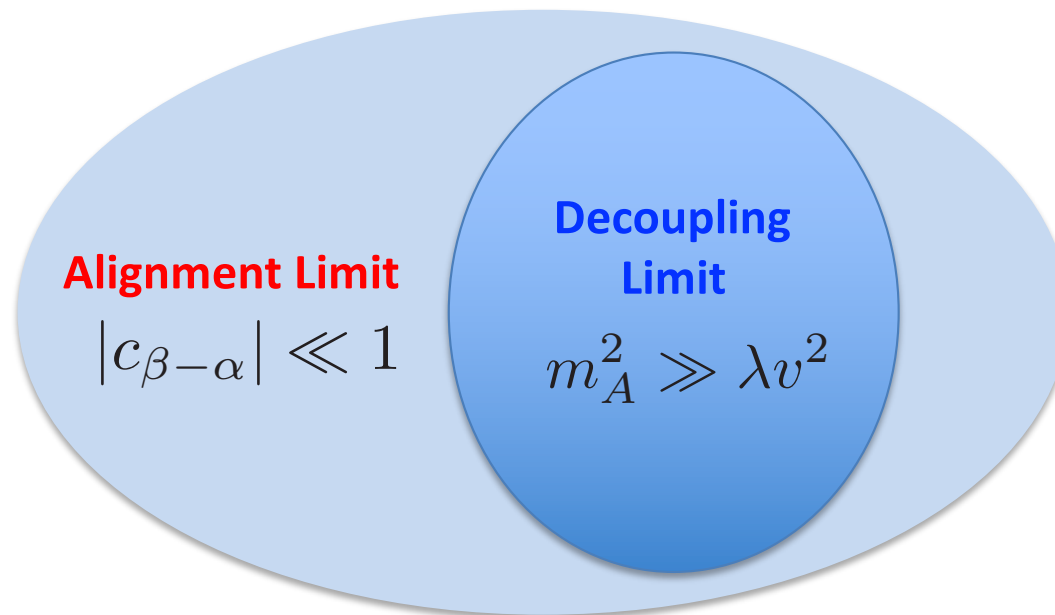 Alignment Limit
|c_{β−α}| ≪ 1
Decoupling
Limit
m_A^2 ≫ λv^2